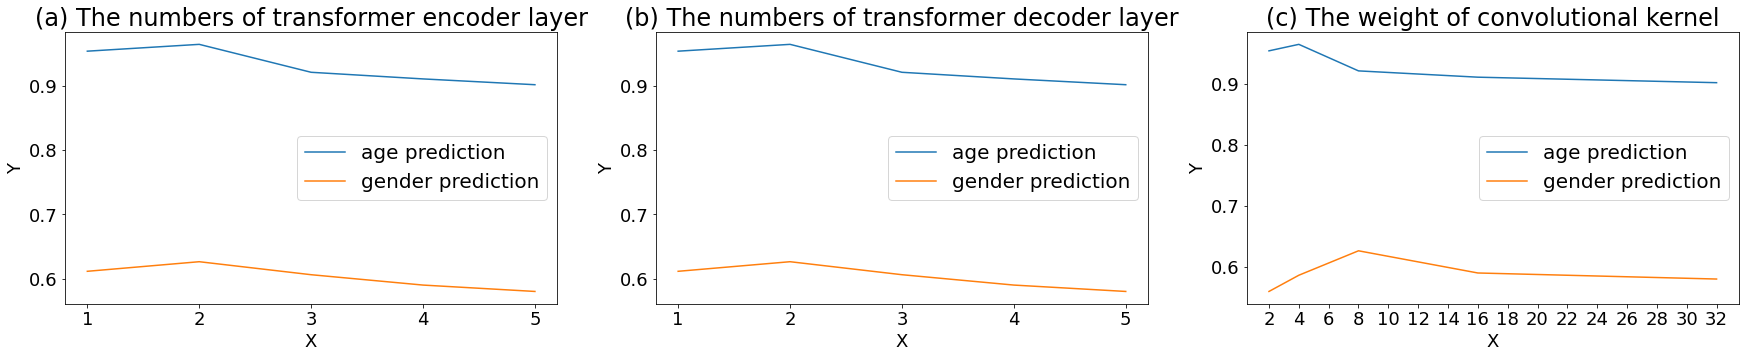 (a) The numbers of transformer encoder layer
0.9
0.8
0.7
0.6
Y
age prediction
gender prediction
1 2 3 4 5
X
(b) The numbers of transformer decoder layer
0.9
0.8
0.7
0.6
Y
age prediction
gender prediction
1 2 3 4 5
X
(c) The weight of convolutional kernel
0.9
0.8
0.7
0.6
Y
age prediction
gender prediction
2 4 6 8 10 12 14 16 18 20 22 24 26 28 30 32
X